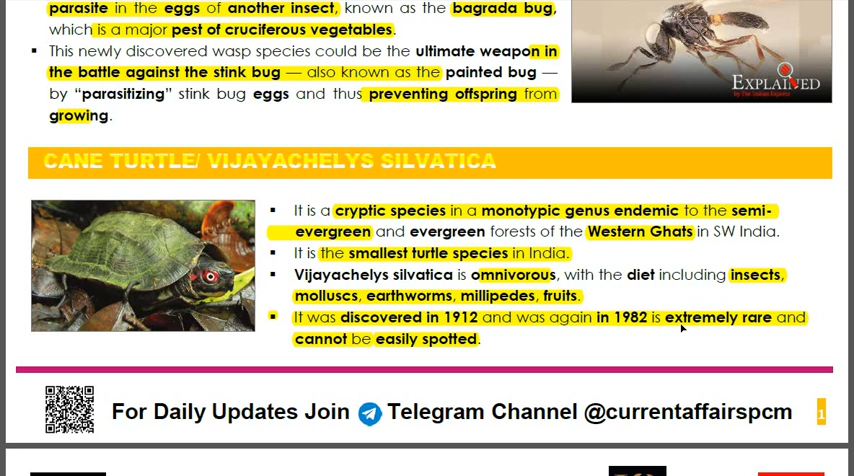 parasite in the eggs of another insect, known as the bagrada bug,
which is a major pest of cruciferous vegetables.
▪ This newly discovered wasp species could be the ultimate weapon in
the battle against the stink bug — also known as the painted bug —
by “parasitizing” stink bug eggs and thus preventing offspring from
growing.
EXPLAINED
by The Indian Express
CANE TURTLE/ VIJAYACHELYS SILVATICA
▪ It is a cryptic species in a monotypic genus endemic to the semi-
evergreen and evergreen forests of the Western Ghats in SW India.
▪ It is the smallest turtle species in India.
▪ Vijayachelys silvatica is omnivorous, with the diet including insects,
molluscs, earthworms, millipedes, fruits.
▪ It was discovered in 1912 and was again in 1982 is extremely rare and
cannot be easily spotted.
For Daily Updates Join Telegram Channel @currentaffairspcm
1